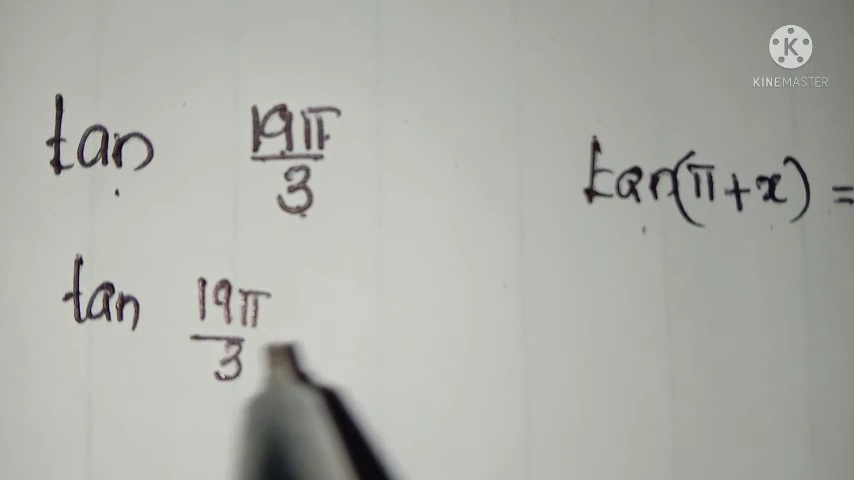 KINEMASTER
tan 19π/3
tan(π+x) =
tan 19π/3